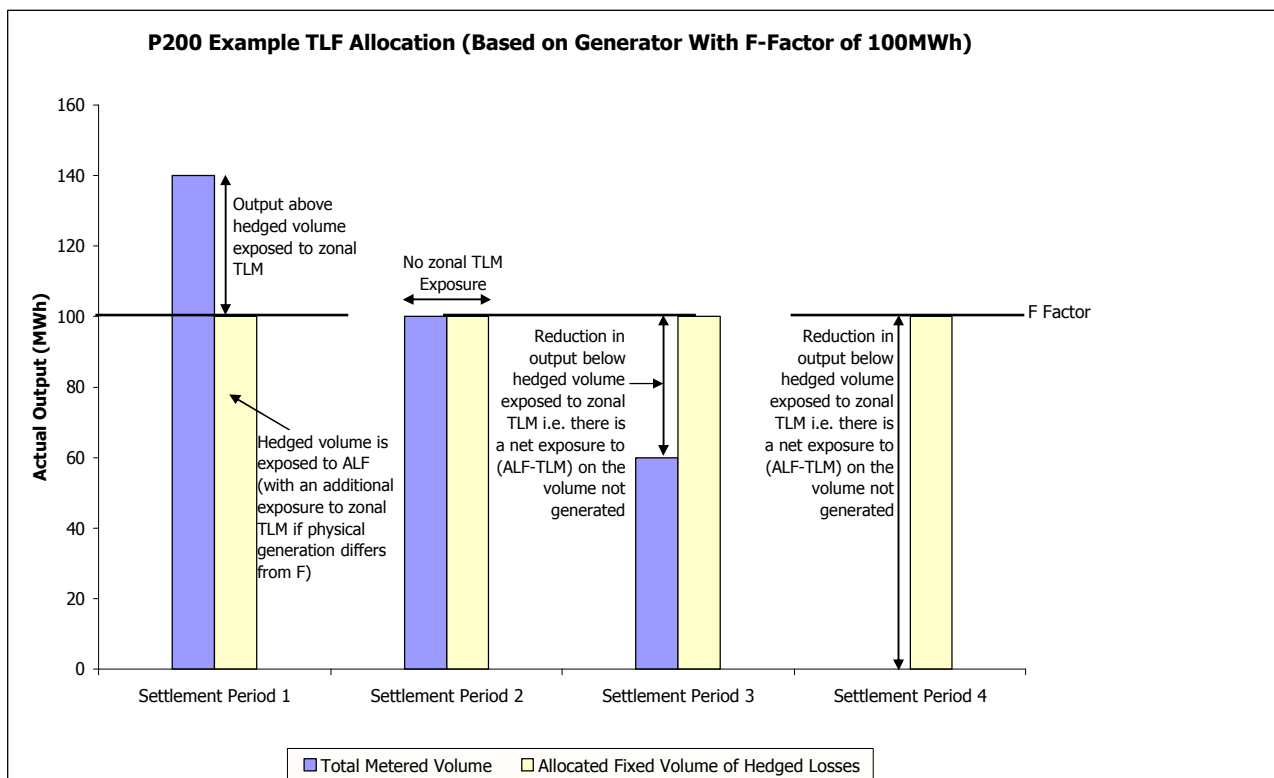 P200 Example TLF Allocation (Based on Generator With F-Factor of 100MWh)
Actual Output (MWh)
160
140
120
100
80
60
40
20
0
Output above
hedged volume
exposed to zonal
TLM
Hedged volume is
exposed to ALF
(with an additional
exposure to zonal
TLM if physical
generation differs
from F)
No zonal TLM
Exposure
Reduction in
output below
hedged volume
exposed to zonal
TLM i.e. there is
a net exposure to
(ALF-TLM) on the
volume not
generated
Reduction in
output below
hedged volume
exposed to zonal
TLM i.e. there is
a net exposure to
(ALF-TLM) on the
volume not
generated
F Factor
Settlement Period 1
Settlement Period 2
Settlement Period 3
Settlement Period 4
Total Metered Volume
Allocated Fixed Volume of Hedged Losses